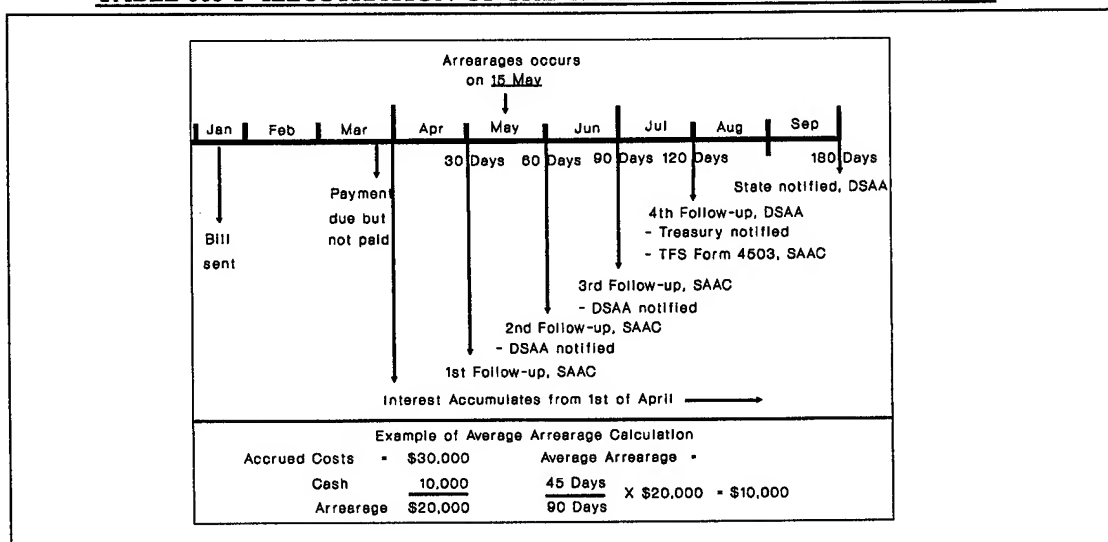 Arrearages occurs
on 15 May
Jan Feb Mar Apr May Jun Jul Aug Sep
30 Days 60 Days 90 Days 120 Days 180 Days
State notified, DSAA
Payment
due but
not paid
Bill
sent
4th Follow-up, DSAA
- Treasury notified
- TFS Form 4503, SAAC
3rd Follow-up, SAAC
- DSAA notified
2nd Follow-up, SAAC
- DSAA notified
1st Follow-up, SAAC
Interest Accumulates from 1st of April
Example of Average Arrearage Calculation
Accrued Costs - $30,000 Average Arrearage -
Cash 10,000 45 Days
X $20,000 - $10,000
Arrearage $20,000 90 Days